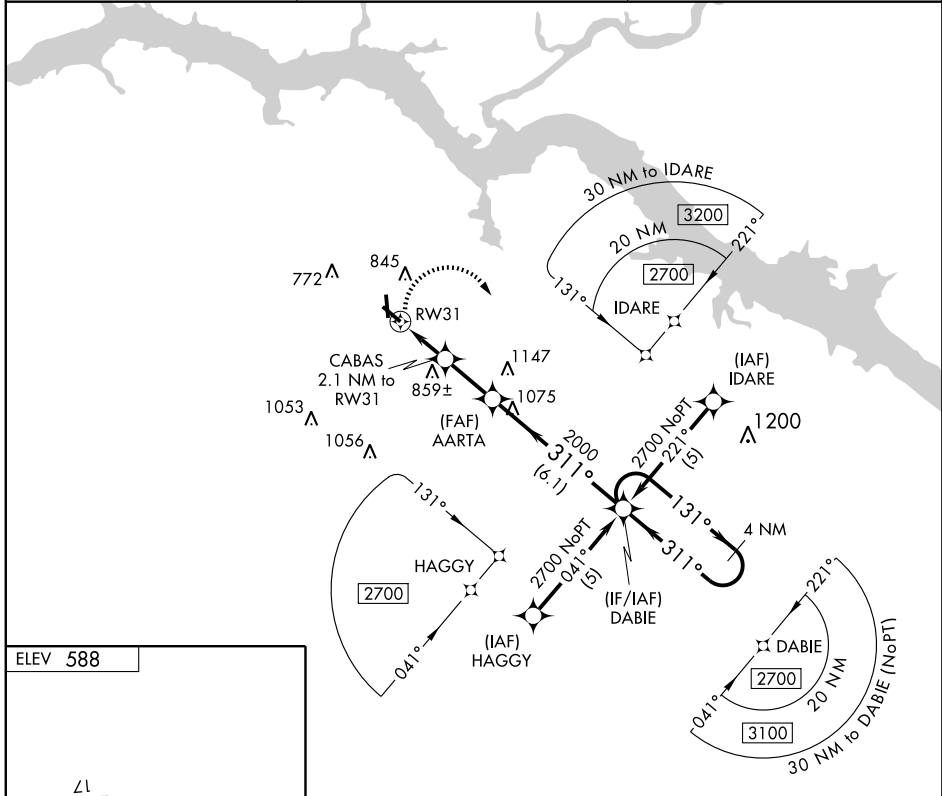 30 NM to IDARE
3200
20 NM
221°
2700
131°
IDARE
772
845
RW31
CABAS
2.1 NM to
RW31
859±
1147
1075
(FAF)
AARTA
1053
1056
2000
311°
(6.1)
(IAF)
IDARE
2700 NoPT
221°
(5)
1200
131°
4 NM
311°
131°
HAGGY
2700
041°
2700 NoPT
041°
(5)
(IF/IAF)
DABIE
(IAF)
HAGGY
221°
DABIE
2700
20 NM
041°
3100
30 NM to DABIE (NoPT)
ELEV 588
17